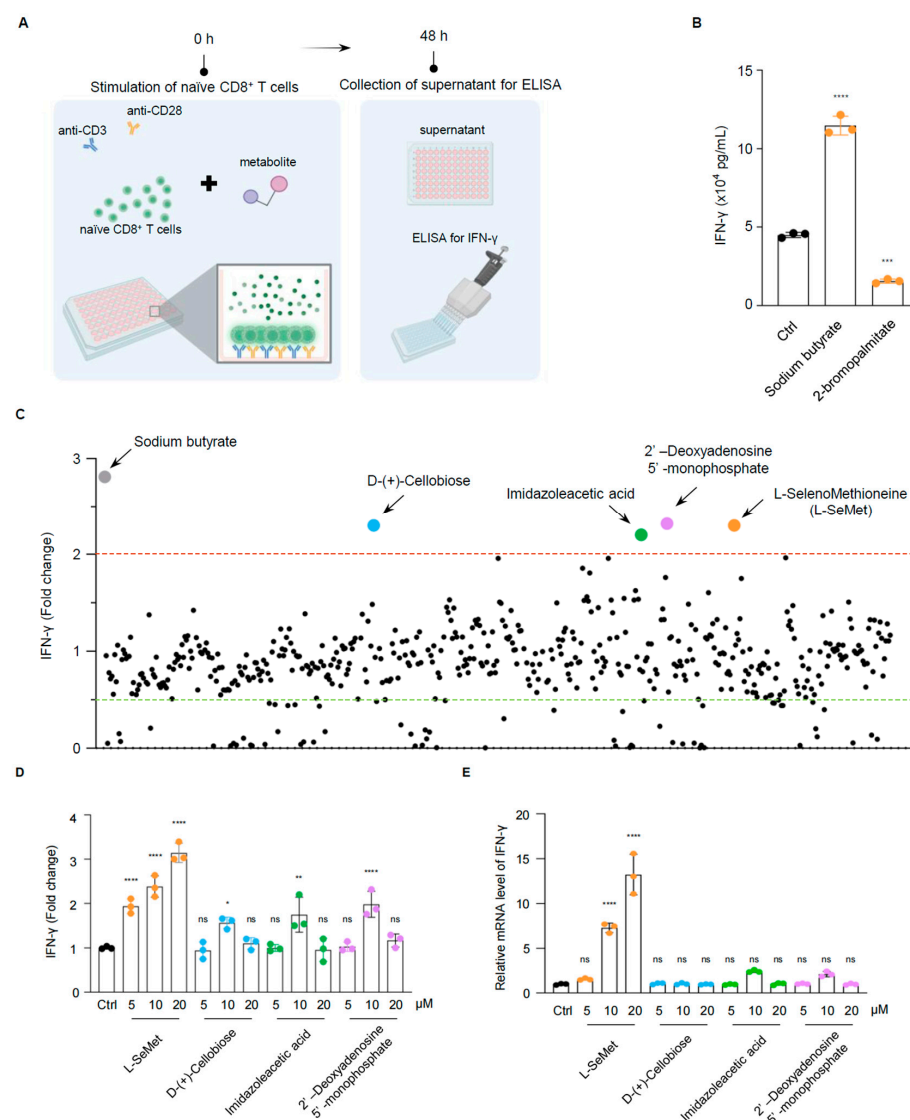 A
0 h
48 h
Stimulation of naïve CD8⁺ T cells
Collection of supernatant for ELISA
anti-CD28
anti-CD3
metabolite
naïve CD8⁺ T cells
supernatant
ELISA for IFN-γ
B
IFN-γ (x10⁴ pg/mL)
15
10
5
0
****
***
Ctrl
Sodium butyrate
2-bromopalmitate
C
IFN-γ (Fold change)
3
2
1
0
Sodium butyrate
D-(+)-Cellobiose
Imidazoleacetic acid
2' –Deoxyadenosine
5' -monophosphate
L-SelenoMethioneine
(L-SeMet)
D
IFN-γ (Fold change)
4
3
2
1
0
**** **** **** ns * ns ns ** ns ns **** ns
Ctrl 5 10 20 5 10 20 5 10 20 5 10 20 µM
L-SeMet
D-(+)-Cellobiose
Imidazoleacetic acid
2' –Deoxyadenosine
5' -monophosphate
E
Relative mRNA level of IFN-γ
20
15
10
5
0
ns **** **** ns ns ns ns ns ns ns ns ns
Ctrl 5 10 20 5 10 20 5 10 20 5 10 20 µM
L-SeMet
D-(+)-Cellobiose
Imidazoleacetic acid
2' –Deoxyadenosine
5' -monophosphate